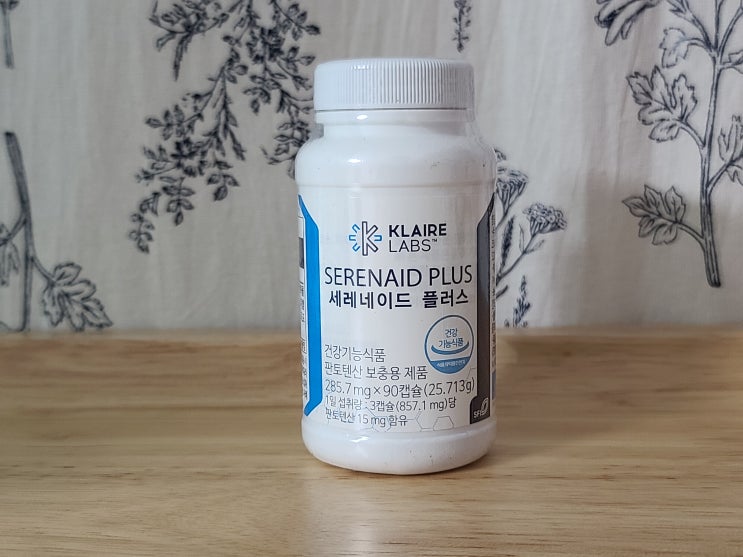 KLAIRE
LABS™
SERENAID PLUS
세레네이드 플러스
건강
기능식품
건강기능식품
판토텐산 보충용 제품
285.7 mg × 90캡슐 (25.713g)
1일 섭취량 : 3캡슐 (857.1 mg)당
판토텐산 15 mg 함유
SFI